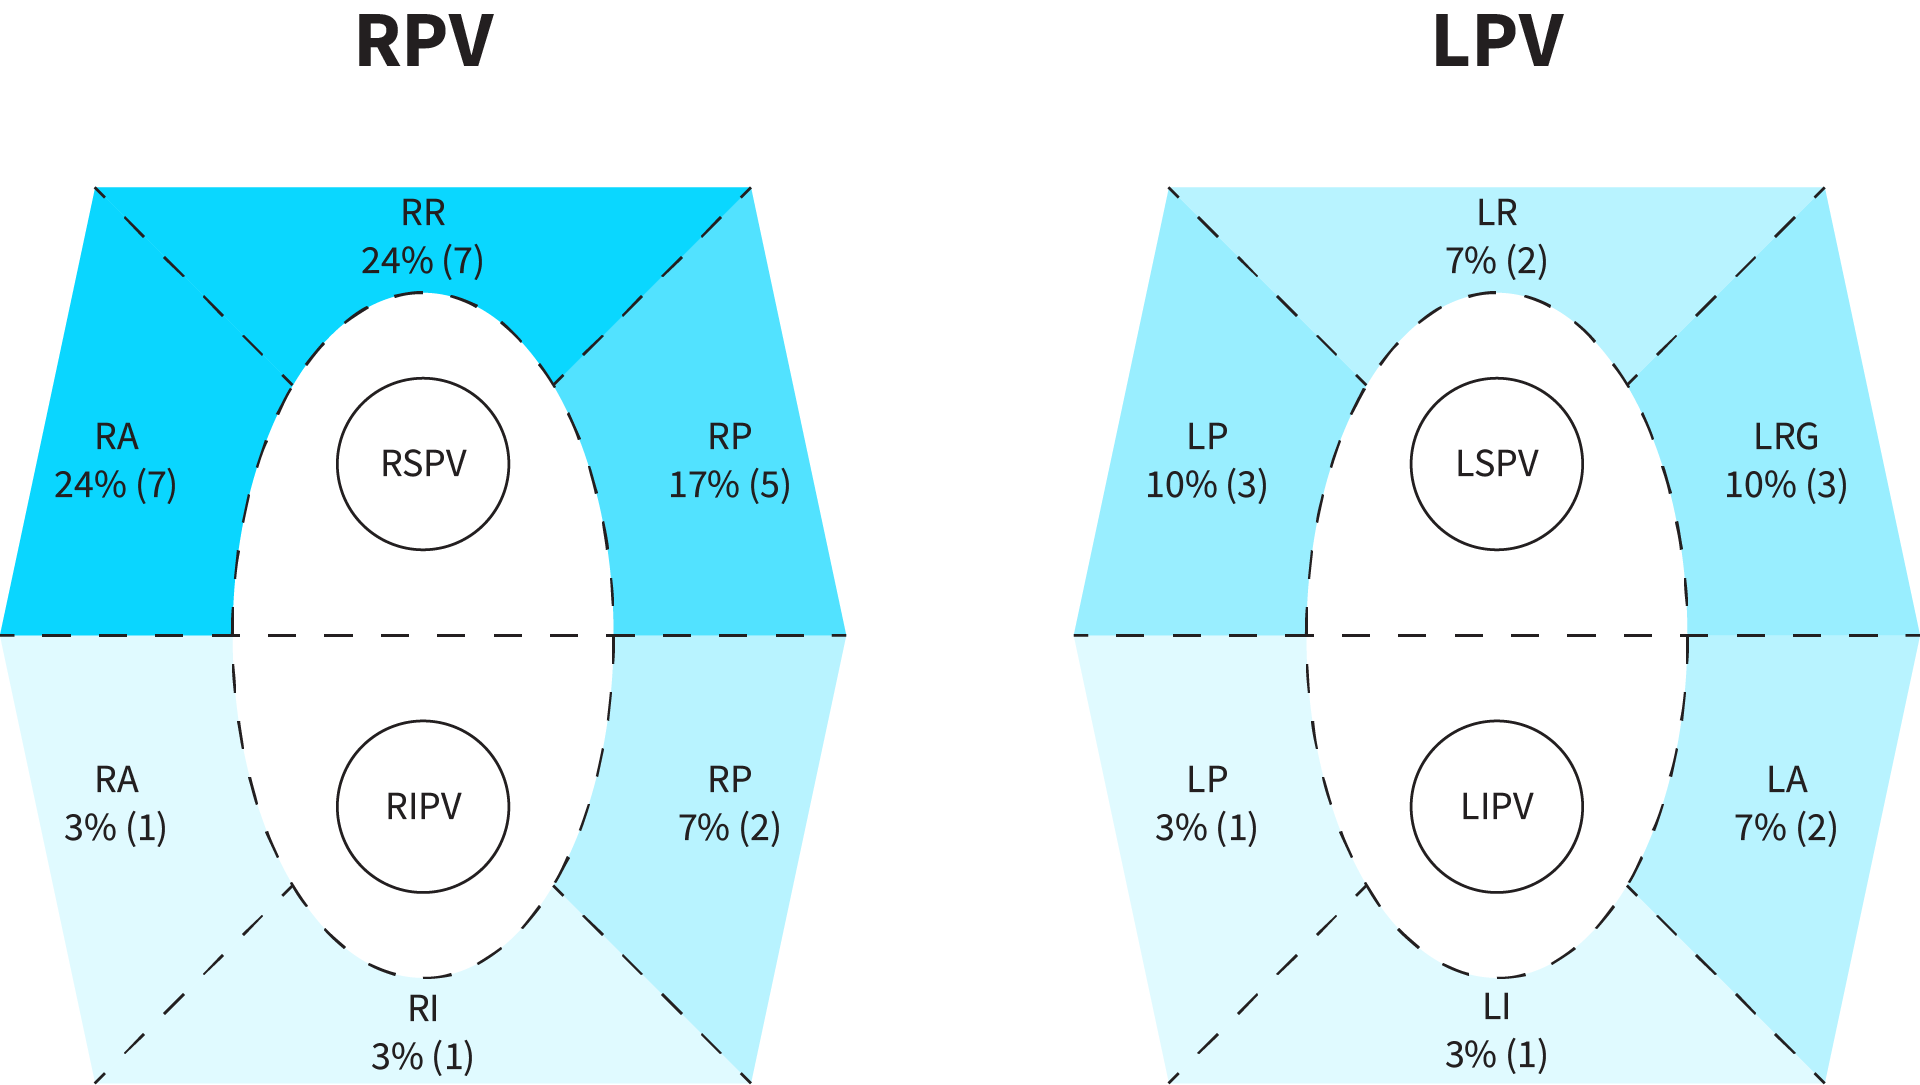 RPV
RR
24% (7)
RA
24% (7)
RP
17% (5)
RSPV
RA
3% (1)
RP
7% (2)
RIPV
RI
3% (1)
LPV
LR
7% (2)
LP
10% (3)
LRG
10% (3)
LSPV
LP
3% (1)
LA
7% (2)
LIPV
LI
3% (1)